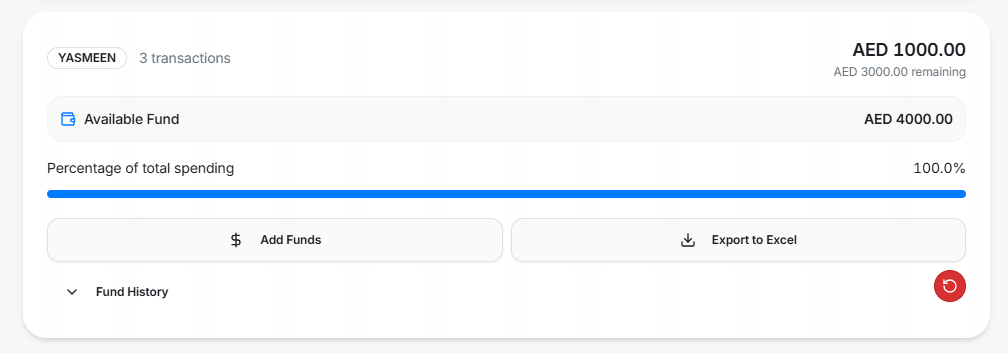 YASMEEN 3 transactions AED 1000.00
AED 3000.00 remaining
Available Fund AED 4000.00
Percentage of total spending 100.0%
$ Add Funds Export to Excel
Fund History